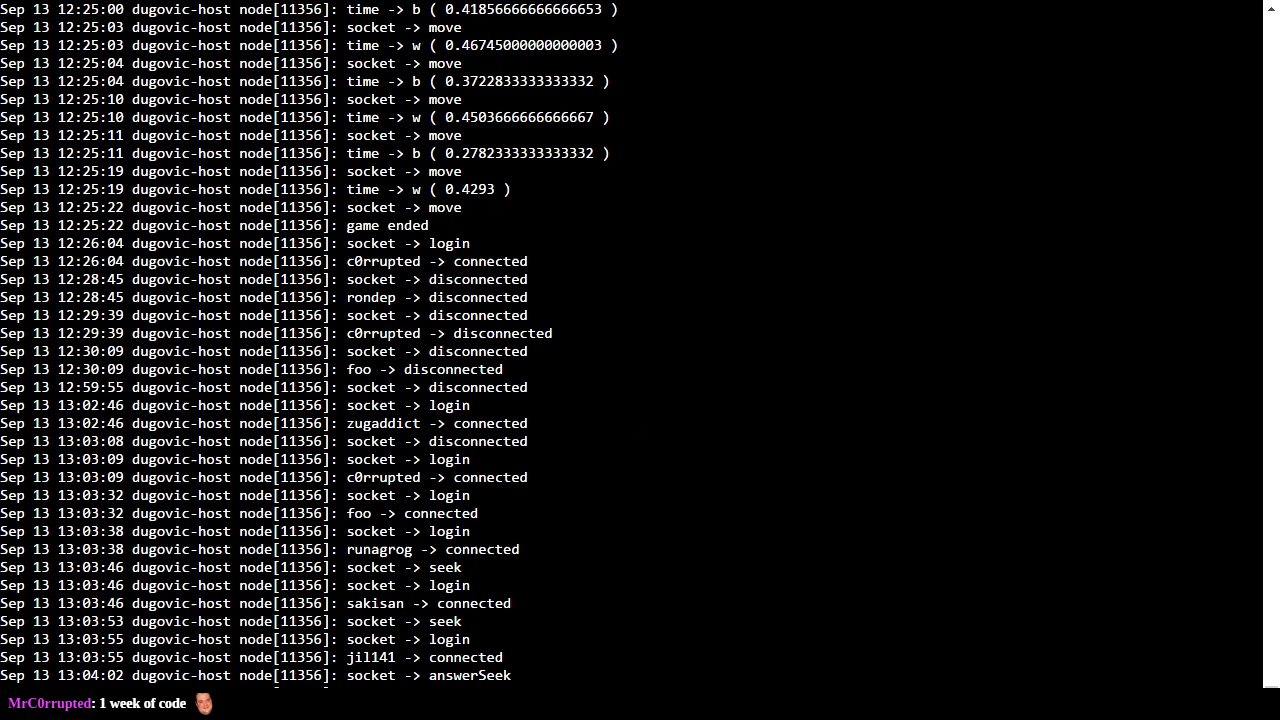 Sep 13 12:25:00 dugovic-host node[11356]: time -> b ( 0.41856666666666653 )
Sep 13 12:25:03 dugovic-host node[11356]: socket -> move
Sep 13 12:25:03 dugovic-host node[11356]: time -> w ( 0.46745000000000003 )
Sep 13 12:25:04 dugovic-host node[11356]: socket -> move
Sep 13 12:25:04 dugovic-host node[11356]: time -> b ( 0.3722833333333332 )
Sep 13 12:25:10 dugovic-host node[11356]: socket -> move
Sep 13 12:25:10 dugovic-host node[11356]: time -> w ( 0.4503666666666667 )
Sep 13 12:25:11 dugovic-host node[11356]: socket -> move
Sep 13 12:25:11 dugovic-host node[11356]: time -> b ( 0.2782333333333332 )
Sep 13 12:25:19 dugovic-host node[11356]: socket -> move
Sep 13 12:25:19 dugovic-host node[11356]: time -> w ( 0.4293 )
Sep 13 12:25:22 dugovic-host node[11356]: socket -> move
Sep 13 12:25:22 dugovic-host node[11356]: game ended
Sep 13 12:26:04 dugovic-host node[11356]: socket -> login
Sep 13 12:26:04 dugovic-host node[11356]: c0rrupted -> connected
Sep 13 12:28:45 dugovic-host node[11356]: socket -> disconnected
Sep 13 12:28:45 dugovic-host node[11356]: rondep -> disconnected
Sep 13 12:29:39 dugovic-host node[11356]: socket -> disconnected
Sep 13 12:29:39 dugovic-host node[11356]: c0rrupted -> disconnected
Sep 13 12:30:09 dugovic-host node[11356]: socket -> disconnected
Sep 13 12:30:09 dugovic-host node[11356]: foo -> disconnected
Sep 13 12:59:55 dugovic-host node[11356]: socket -> disconnected
Sep 13 13:02:46 dugovic-host node[11356]: socket -> login
Sep 13 13:02:46 dugovic-host node[11356]: zugaddict -> connected
Sep 13 13:03:08 dugovic-host node[11356]: socket -> disconnected
Sep 13 13:03:09 dugovic-host node[11356]: socket -> login
Sep 13 13:03:09 dugovic-host node[11356]: c0rrupted -> connected
Sep 13 13:03:32 dugovic-host node[11356]: socket -> login
Sep 13 13:03:32 dugovic-host node[11356]: foo -> connected
Sep 13 13:03:38 dugovic-host node[11356]: socket -> login
Sep 13 13:03:38 dugovic-host node[11356]: runagrog -> connected
Sep 13 13:03:46 dugovic-host node[11356]: socket -> seek
Sep 13 13:03:46 dugovic-host node[11356]: socket -> login
Sep 13 13:03:46 dugovic-host node[11356]: sakisan -> connected
Sep 13 13:03:53 dugovic-host node[11356]: socket -> seek
Sep 13 13:03:55 dugovic-host node[11356]: socket -> login
Sep 13 13:03:55 dugovic-host node[11356]: jil141 -> connected
Sep 13 13:04:02 dugovic-host node[11356]: socket -> answerSeek
MrC0rrupted: 1 week of code